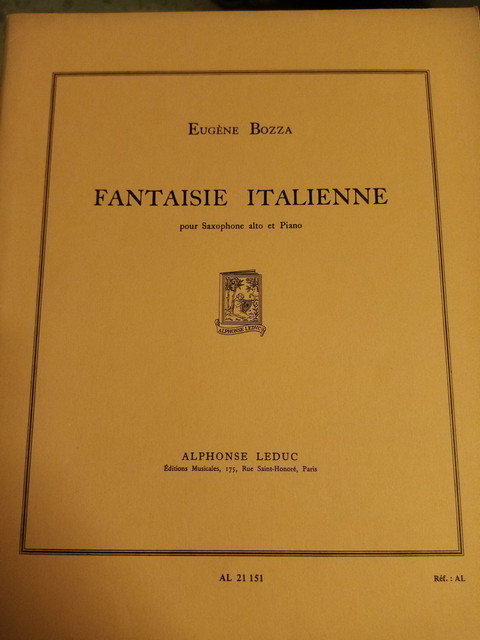 Eugène Bozza
FANTAISIE ITALIENNE
pour Saxophone alto et Piano
ALPHONSE LEDUC
ALPHONSE LEDUC
Éditions Musicales, 175, Rue Saint-Honoré, Paris
AL 21 151
Réf. : AL